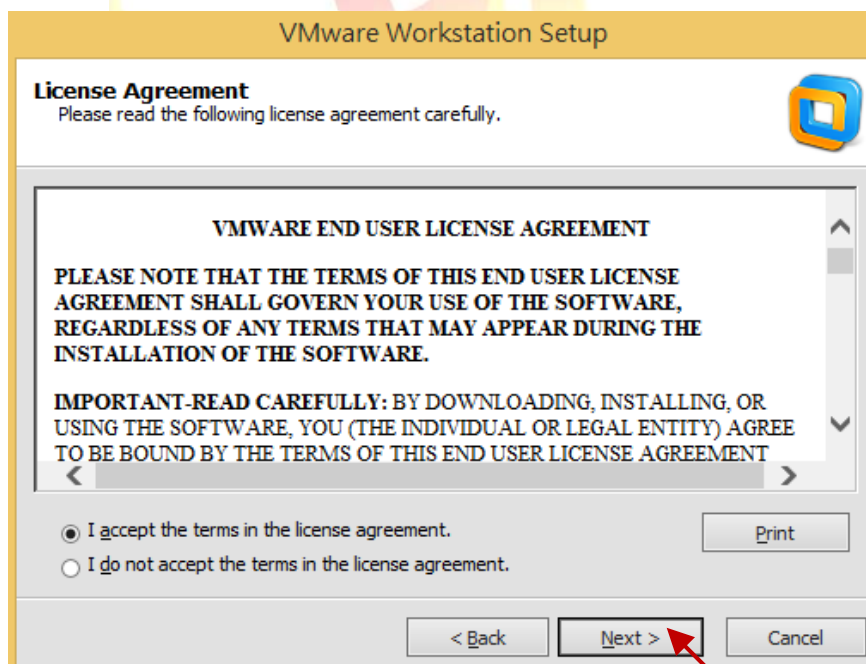 VMware Workstation Setup
License Agreement
Please read the following license agreement carefully.
VMWARE END USER LICENSE AGREEMENT
PLEASE NOTE THAT THE TERMS OF THIS END USER LICENSE
AGREEMENT SHALL GOVERN YOUR USE OF THE SOFTWARE,
REGARDLESS OF ANY TERMS THAT MAY APPEAR DURING THE
INSTALLATION OF THE SOFTWARE.
IMPORTANT-READ CAREFULLY: BY DOWNLOADING, INSTALLING, OR
USING THE SOFTWARE, YOU (THE INDIVIDUAL OR LEGAL ENTITY) AGREE
TO BE BOUND BY THE TERMS OF THIS END USER LICENSE AGREEMENT
I accept the terms in the license agreement.
Print
I do not accept the terms in the license agreement.
< Back Next > Cancel